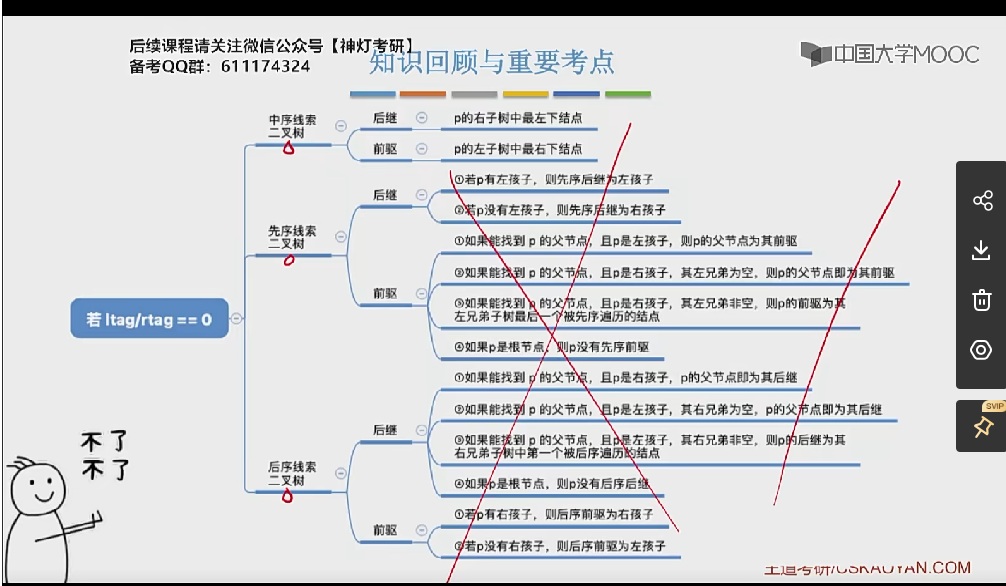 后续课程请关注微信公众号【神灯考研】
备考QQ群：611174324
知识回顾与重要考点
中国大学MOOC
若 ltag/rtag == 0
中序线索
二叉树
后继
p的右子树中最左下结点
前驱
p的左子树中最右下结点
先序线索
二叉树
后继
①若p有左孩子，则先序后继为左孩子
②若p没有左孩子，则先序后继为右孩子
前驱
①如果能找到 p 的父节点，且p是左孩子，则p的父节点为其前驱
②如果能找到 p 的父节点，且p是右孩子，其左兄弟为空，则p的父节点即为其前驱
③如果能找到 p 的父节点，且p是右孩子，其左兄弟非空，则p的前驱为其
左兄弟子树最后一个被先序遍历的结点
④如果p是根节点，则p没有先序前驱
后序线索
二叉树
后继
①如果能找到 p 的父节点，且p是右孩子，p的父节点即为其后继
②如果能找到 p 的父节点，且p是左孩子，其右兄弟为空，p的父节点即为其后继
③如果能找到 p 的父节点，且p是左孩子，其右兄弟非空，则p的后继为其
右兄弟子树中第一个被后序遍历的结点
④如果p是根节点，则p没有后序后继
前驱
①若p有右孩子，则后序前驱为右孩子
②若p没有右孩子，则后序前驱为左孩子
不了
不了
SVIP
王道考研/CSKAOYAN.COM